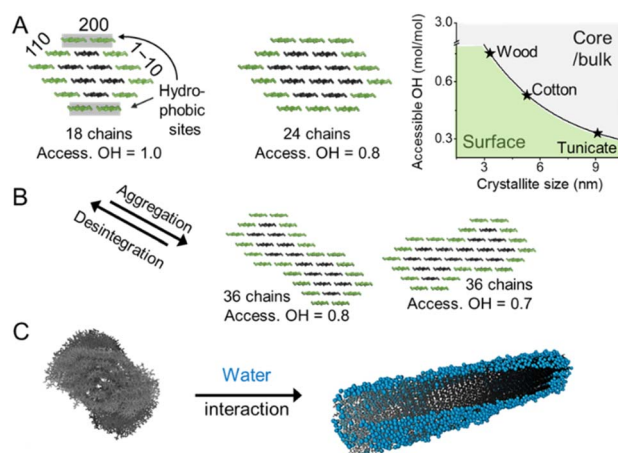 A
200
110
1~10
Hydro-
phobic
sites
18 chains
Access. OH = 1.0
24 chains
Access. OH = 0.8
Accessible OH (mol/mol)
3.0
0.6
0.3
Wood
Cotton
Tunicate
Core
/bulk
Surface
3
6
9
Crystallite size (nm)
B
Aggregation
Desintegration
36 chains
Access. OH = 0.8
36 chains
Access. OH = 0.7
C
Water
interaction